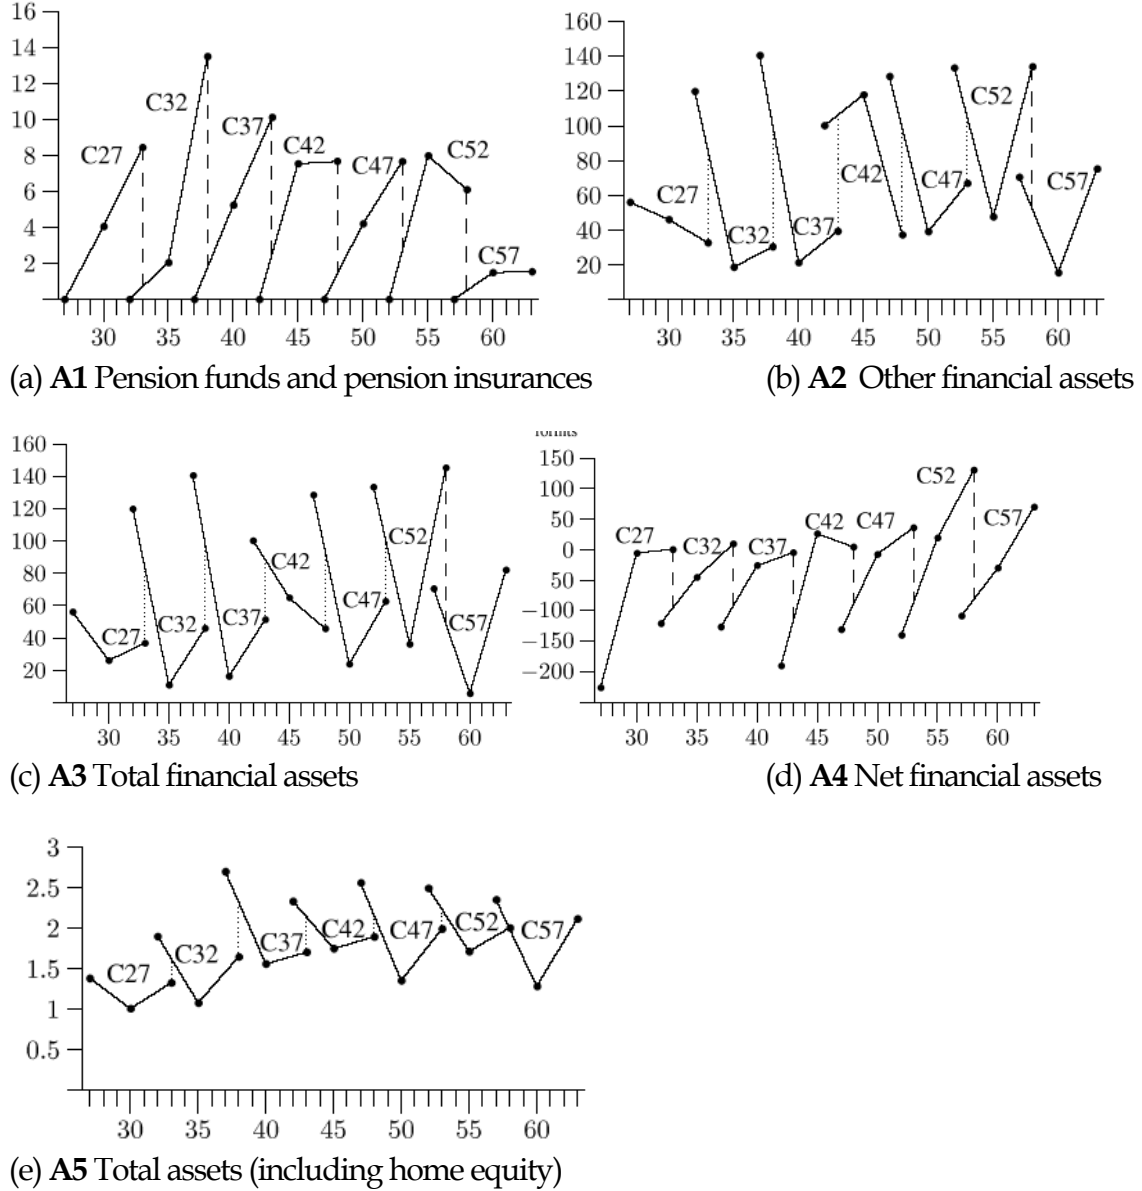 16
14
12
10
8
6
4
2
C27
C32
C37
C42
C47
C52
C57
30 35 40 45 50 55 60
(a) A1 Pension funds and pension insurances
160
140
120
100
80
60
40
20
C27
C32
C37
C42
C47
C52
C57
30 35 40 45 50 55 60
(b) A2 Other financial assets
160
140
120
100
80
60
40
20
C27
C32
C37
C42
C47
C52
C57
30 35 40 45 50 55 60
(c) A3 Total financial assets
150
100
50
0
50
−100
−150
−200
C27
C32
C37
C42
C47
C52
C57
30 35 40 45 50 55 60
(d) A4 Net financial assets
3
2.5
2
1.5
1
0.5
C27
C32
C37
C42
C47
C52
C57
30 35 40 45 50 55 60
(e) A5 Total assets (including home equity)